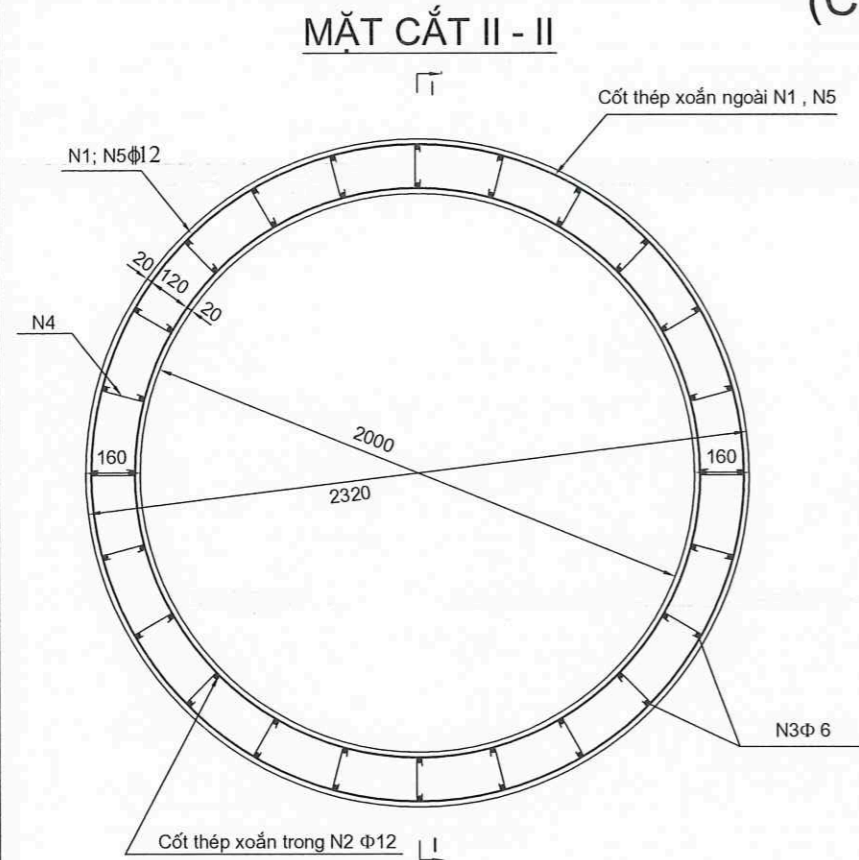 (C
MẶT CẮT II - II
I
Cốt thép xoắn ngoài N1 , N5
N1; N5ϕ12
20
120
20
N4
2000
160
160
2320
N3Φ 6
Cốt thép xoắn trong N2 Φ12
I